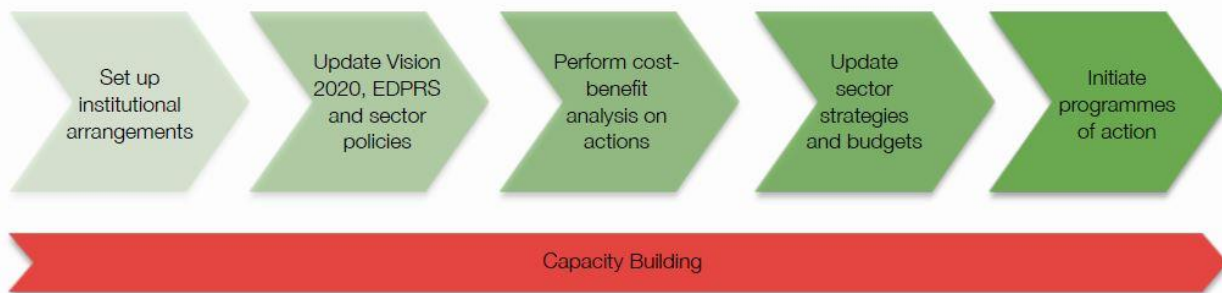 Set up
institutional
arrangements
Update Vision
2020, EDPRS
and sector
policies
Perform cost-
benefit
analysis on
actions
Update
sector
strategies
and budgets
Initiate
programmes
of action
Capacity Building